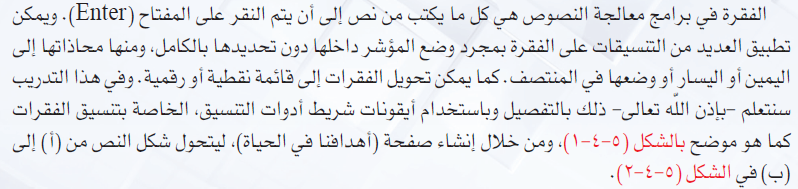 الفقرة في برامج معالجة النصوص هي كل ما يكتب من نص إلى أن يتم النقر على المفتاح (Enter). ويمكن
تطبيق العديد من التنسيقات على الفقرة بمجرد وضع المؤشر داخلها دون تحديدها بالكامل، ومنها محاذاتها إلى
اليمين أو اليسار أو وضعها في المنتصف. كما يمكن تحويل الفقرات إلى قائمة نقطية أو رقمية. وفي هذا التدريب
سنتعلم -بإذن الله تعالى- ذلك بالتفصيل وباستخدام أيقونات شريط أدوات التنسيق، الخاصة بتنسيق الفقرات
كما هو موضح بالشكل (٥-٤-١)، ومن خلال إنشاء صفحة (أهدافنا في الحياة)، ليتحول شكل النص من (أ) إلى
(ب) في الشكل (٥-٤-٢).